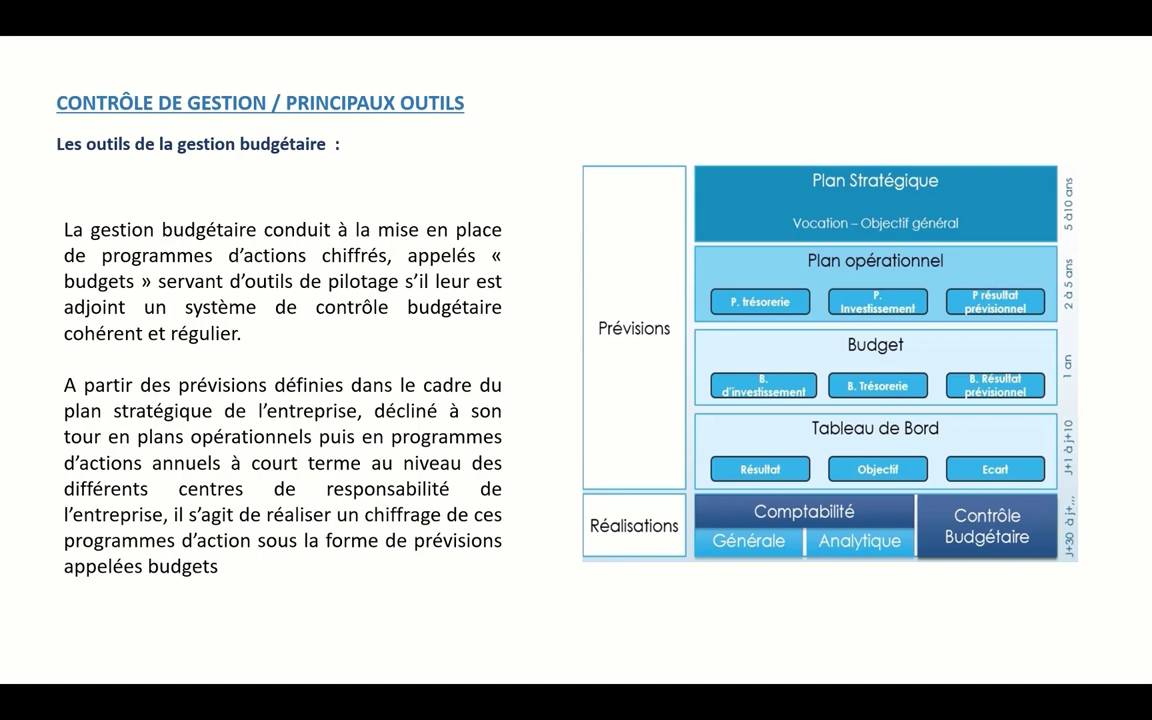 CONTRÔLE DE GESTION / PRINCIPAUX OUTILS
Les outils de la gestion budgétaire :
La gestion budgétaire conduit à la mise en place
de programmes d’actions chiffrés, appelés «
budgets » servant d’outils de pilotage s’il leur est
adjoint un système de contrôle budgétaire
cohérent et régulier.
A partir des prévisions définies dans le cadre du
plan stratégique de l’entreprise, décliné à son
tour en plans opérationnels puis en programmes
d’actions annuels à court terme au niveau des
différents centres de responsabilité de
l’entreprise, il s’agit de réaliser un chiffrage de ces
programmes d’action sous la forme de prévisions
appelées budgets
Prévisions
Plan Stratégique
Vocation – Objectif général
5 à10 ans
Plan opérationnel
P. trésorerie
P.
Investissement
P résultat
prévisionnel
2 à 5 ans
Budget
B.
d’investissement
B. Trésorerie
B. Résultat
prévisionnel
1 an
Tableau de Bord
Résultat
Objectif
Ecart
J+1 à j+10
Réalisations
Comptabilité
Générale
Analytique
Contrôle
Budgétaire
J+30 à j+...